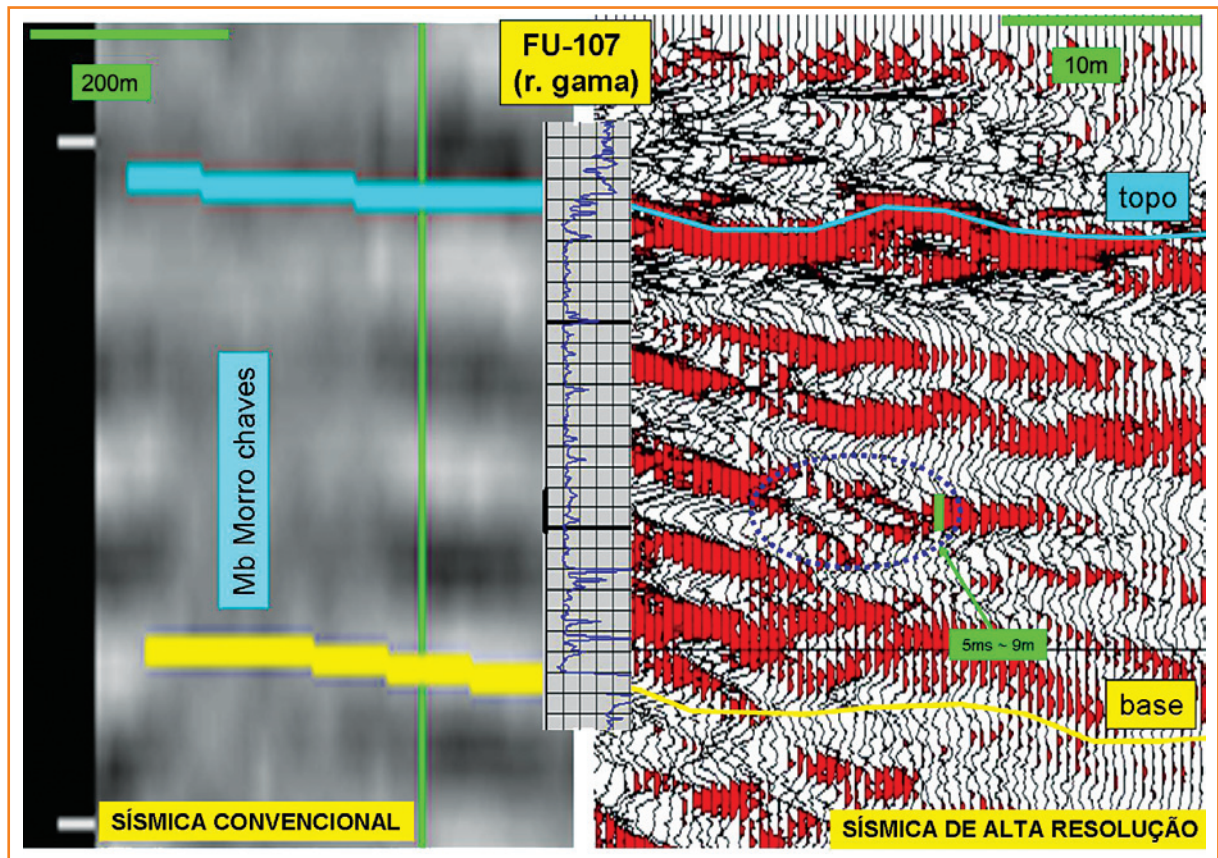 FU-107
(r. gama)
200m
10m
topo
Mb Morro chaves
5ms ~ 9m
base
SÍSMICA CONVENCIONAL
SÍSMICA DE ALTA RESOLUÇÃO